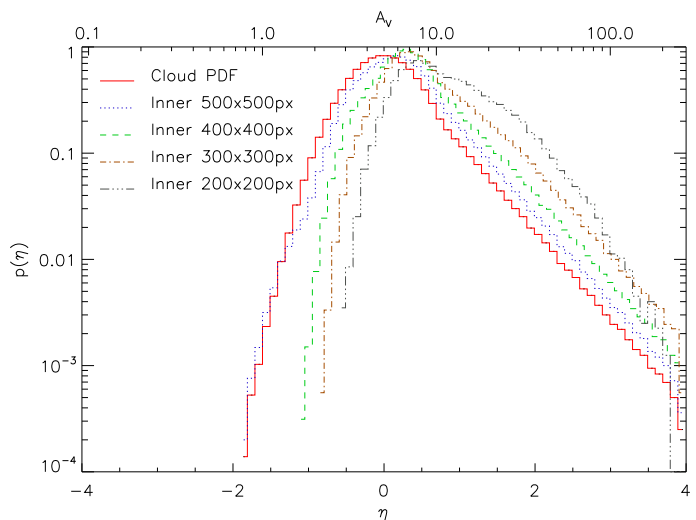 A_V
0.1 1.0 10.0 100.0
1
0.1
0.01
10^-3
10^-4
p(η)
Cloud PDF
Inner 500x500px
Inner 400x400px
Inner 300x300px
Inner 200x200px
-4 -2 0 2 4
η